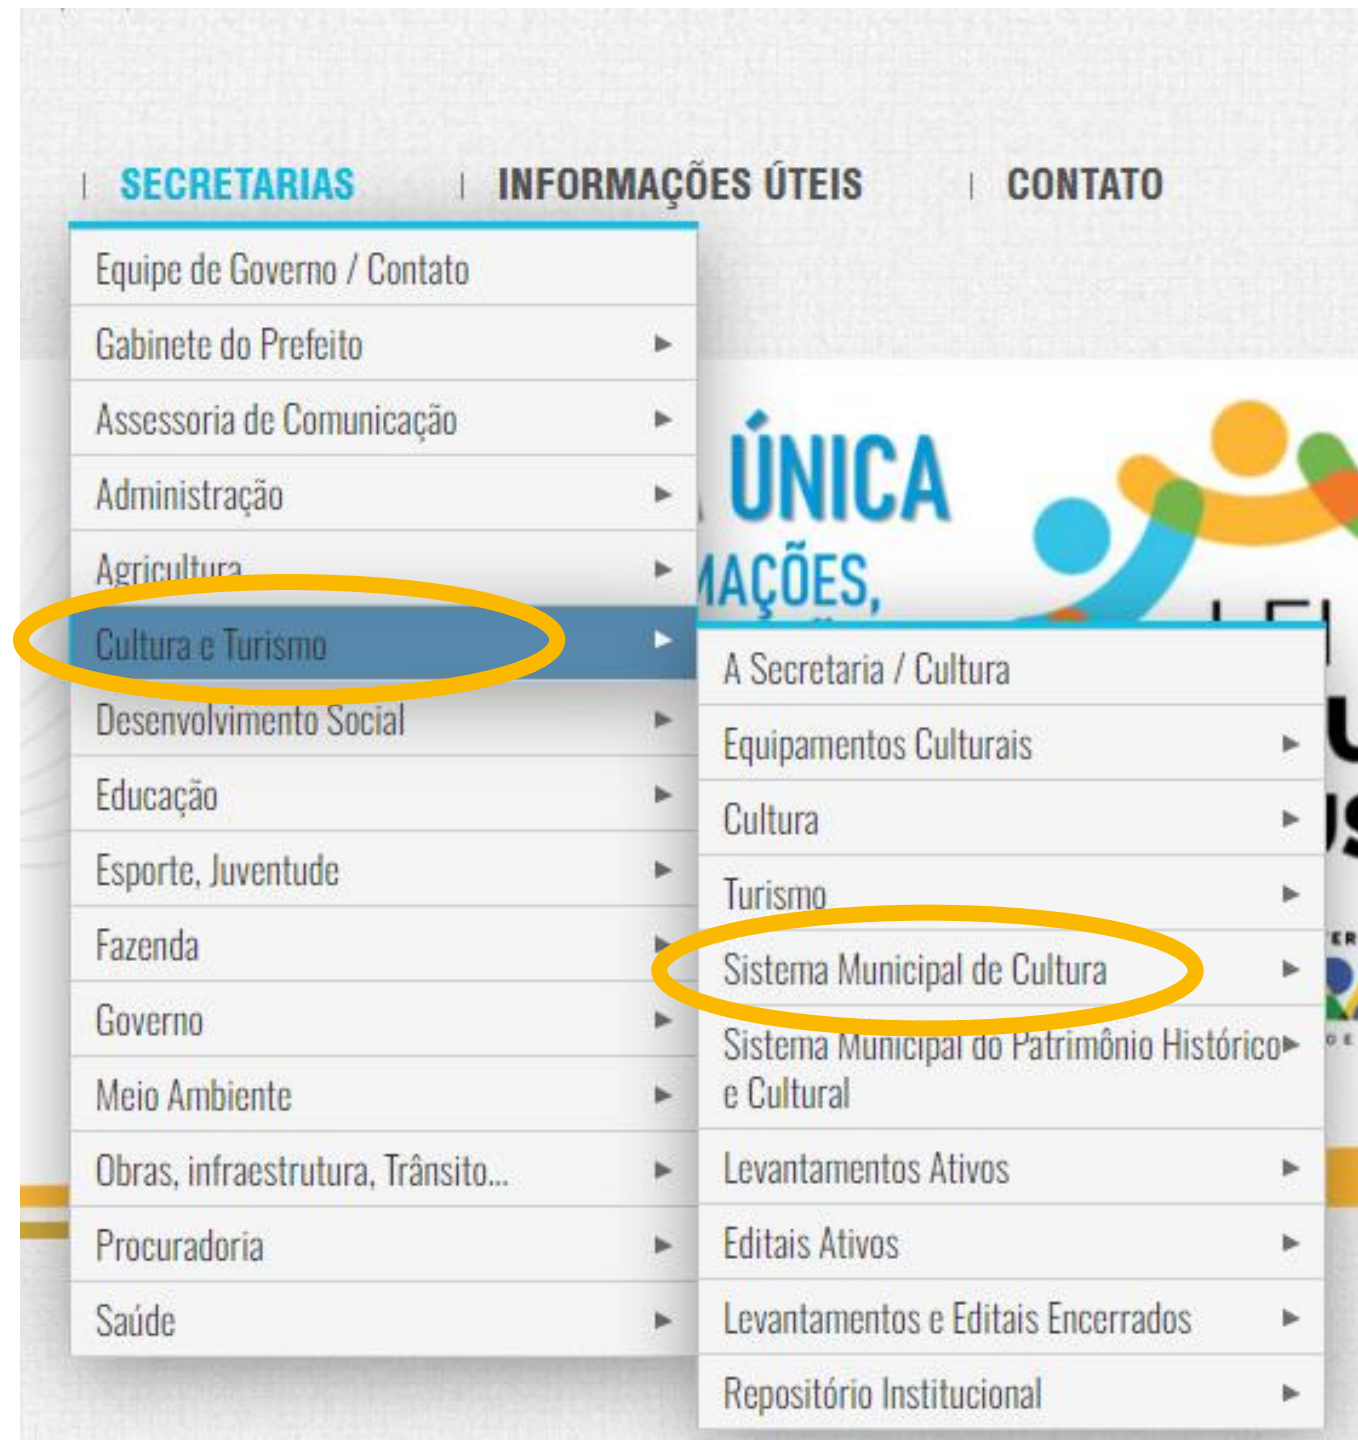 SECRETARIAS
INFORMAÇÕES ÚTEIS
CONTATO
Equipe de Governo / Contato
Gabinete do Prefeito
Assessoria de Comunicação
Administração
Agricultura
Cultura e Turismo
Desenvolvimento Social
Educação
Esporte, Juventude
Fazenda
Governo
Meio Ambiente
Obras, infraestrutura, Trânsito...
Procuradoria
Saúde
ÚNICA
A Secretaria / Cultura
Equipamentos Culturais
Cultura
Turismo
Sistema Municipal de Cultura
Sistema Municipal do Patrimônio Histórico
e Cultural
Levantamentos Ativos
Editais Ativos
Levantamentos e Editais Encerrados
Repositório Institucional